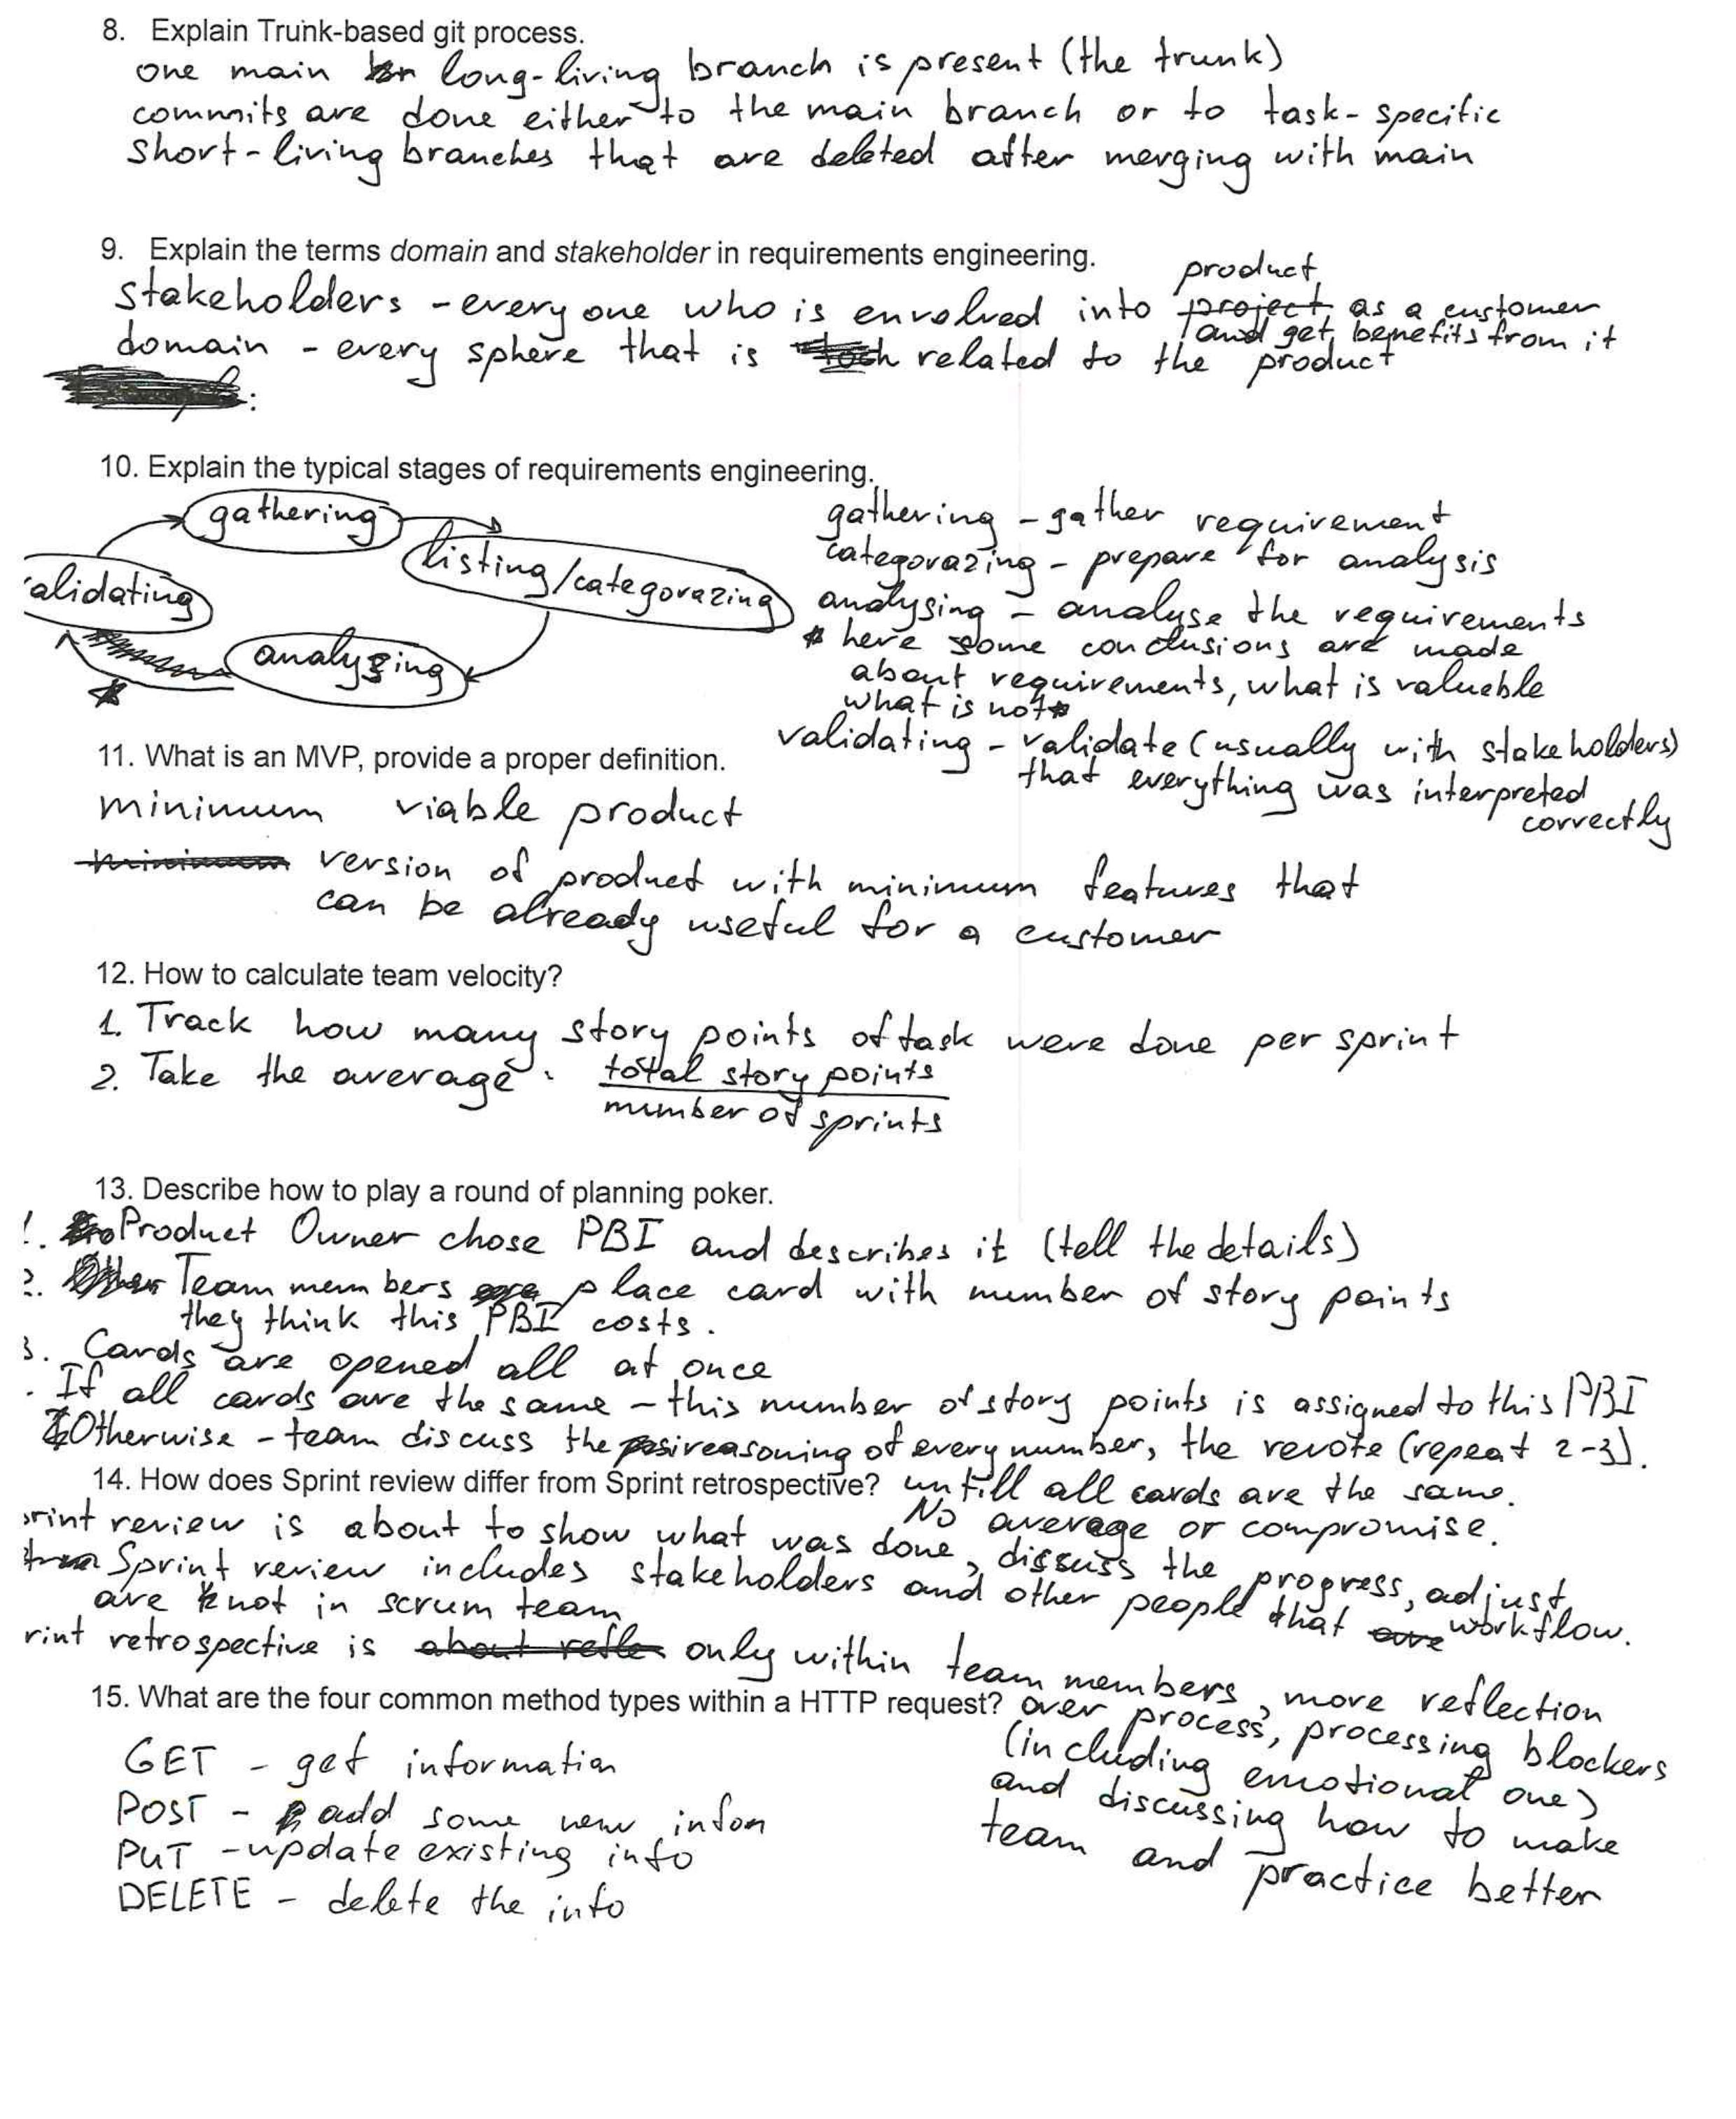 8. Explain Trunk-based git process.
one main long-living branch is present (the trunk)
commits are done either to the main branch or to task-specific
short-living branches that are deleted after merging with main
9. Explain the terms domain and stakeholder in requirements engineering.
product
stakeholders - everyone who is envolved into project as a customer
and get benefits from it
domain - every sphere that is related to the product
10. Explain the typical stages of requirements engineering.
gathering
listing/categorazing
alidating
analysing
gathering - gather requirement
categorazing - prepare for analysis
analysing - analyse the requirements
* here some conclusions are made
about requirements, what is valueble
what is not*
validating - validate (usually with stakeholders)
that everything was interpreted
correctly
11. What is an MVP, provide a proper definition.
minimum viable product
minimum version of product with minimum features that
can be already useful for a customer
12. How to calculate team velocity?
1. Track how many story points of task were done per sprint
2. Take the average: total story points
number of sprints
13. Describe how to play a round of planning poker.
1. Product Owner chose PBI and describes it (tell the details)
2. Team members place card with number of story points
they think this PBI costs.
3. Cards are opened all at once
. If all cards are the same - this number of story points is assigned to this PBI
Otherwise - team discuss the reasoning of every number, the revote (repeat 2-3).
untill all cards are the same.
No average or compromise.
14. How does Sprint review differ from Sprint retrospective?
print review is about to show what was done, discuss the progress, adjust
workflow.
Sprint review includes stakeholders and other people that
are not in scrum team
rint retrospective is about refle only within team members, more reflection
over process, processing blockers
(including emotional one)
and discussing how to make
team and practice better
15. What are the four common method types within a HTTP request?
GET - get information
POST - add some new infon
PUT - update existing info
DELETE - delete the info